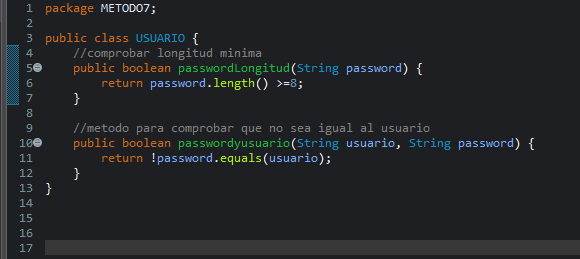 1 package METODO7;
2
3 public class USUARIO {
4 //comprobar longitud minima
5 public boolean passwordLongitud(String password) {
6 return password.length() >=8;
7 }
8
9 //metodo para comprobar que no sea igual al usuario
10 public boolean passwordyusuario(String usuario, String password) {
11 return !password.equals(usuario);
12 }
13 }
14
15
16
17